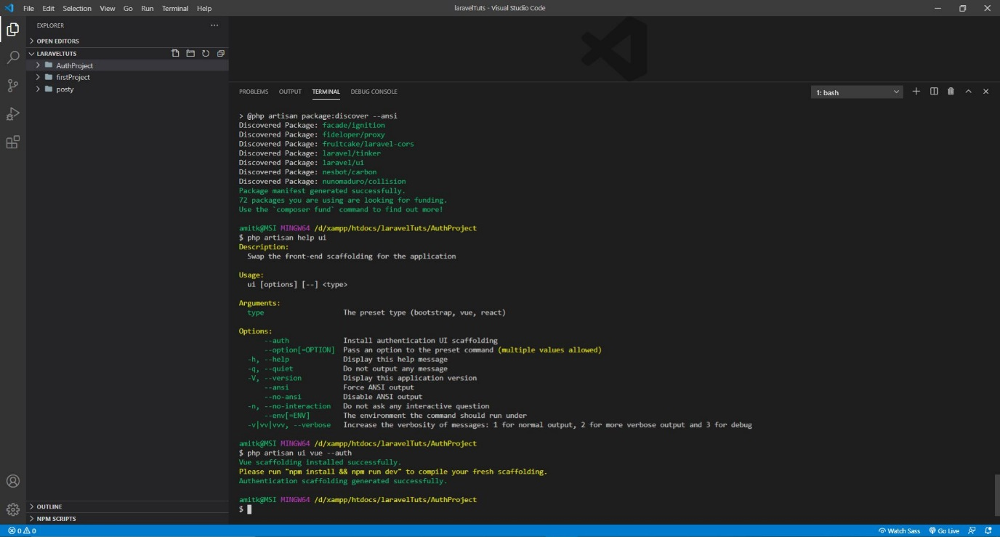 File Edit Selection View Go Run Terminal Help
laravelTuts - Visual Studio Code
EXPLORER
OPEN EDITORS
LARAVELTUTS
AuthProject
firstProject
posty
OUTLINE
NPM SCRIPTS
PROBLEMS OUTPUT TERMINAL DEBUG CONSOLE
1: bash
> @php artisan package:discover --ansi
Discovered Package: facade/ignition
Discovered Package: fideloper/proxy
Discovered Package: fruitcake/laravel-cors
Discovered Package: laravel/tinker
Discovered Package: laravel/ui
Discovered Package: nesbot/carbon
Discovered Package: nunomaduro/collision
Package manifest generated successfully.
72 packages you are using are looking for funding.
Use the `composer fund` command to find out more!
amitk@MSI MINGW64 /d/xampp/htdocs/laravelTuts/AuthProject
$ php artisan help ui
Description:
Swap the front-end scaffolding for the application
Usage:
ui [options] [--] <type>
Arguments:
type The preset type (bootstrap, vue, react)
Options:
--auth Install authentication UI scaffolding
--option[=OPTION] Pass an option to the preset command (multiple values allowed)
-h, --help Display this help message
-q, --quiet Do not output any message
-V, --version Display this application version
--ansi Force ANSI output
--no-ansi Disable ANSI output
-n, --no-interaction Do not ask any interactive question
--env[=ENV] The environment the command should run under
-v|vv|vvv, --verbose Increase the verbosity of messages: 1 for normal output, 2 for more verbose output and 3 for debug
amitk@MSI MINGW64 /d/xampp/htdocs/laravelTuts/AuthProject
$ php artisan ui vue --auth
Vue scaffolding installed successfully.
Please run "npm install && npm run dev" to compile your fresh scaffolding.
Authentication scaffolding generated successfully.
amitk@MSI MINGW64 /d/xampp/htdocs/laravelTuts/AuthProject
$
0 0
Watch Sass Go Live